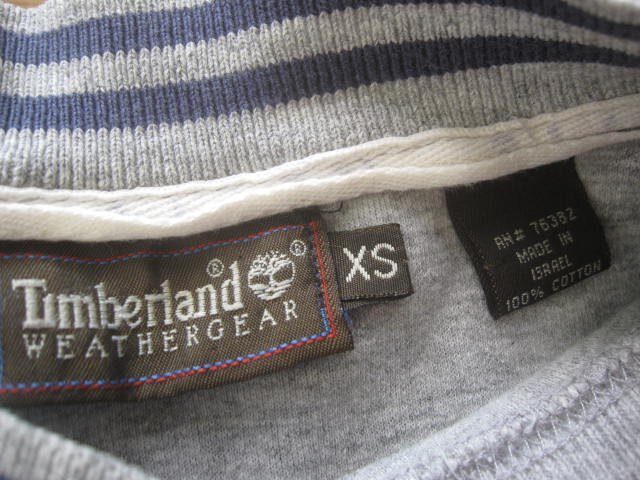 Timberland®®
WEATHERGEAR
XS
RN# 76382
MADE IN
ISRAEL
100% COTTON